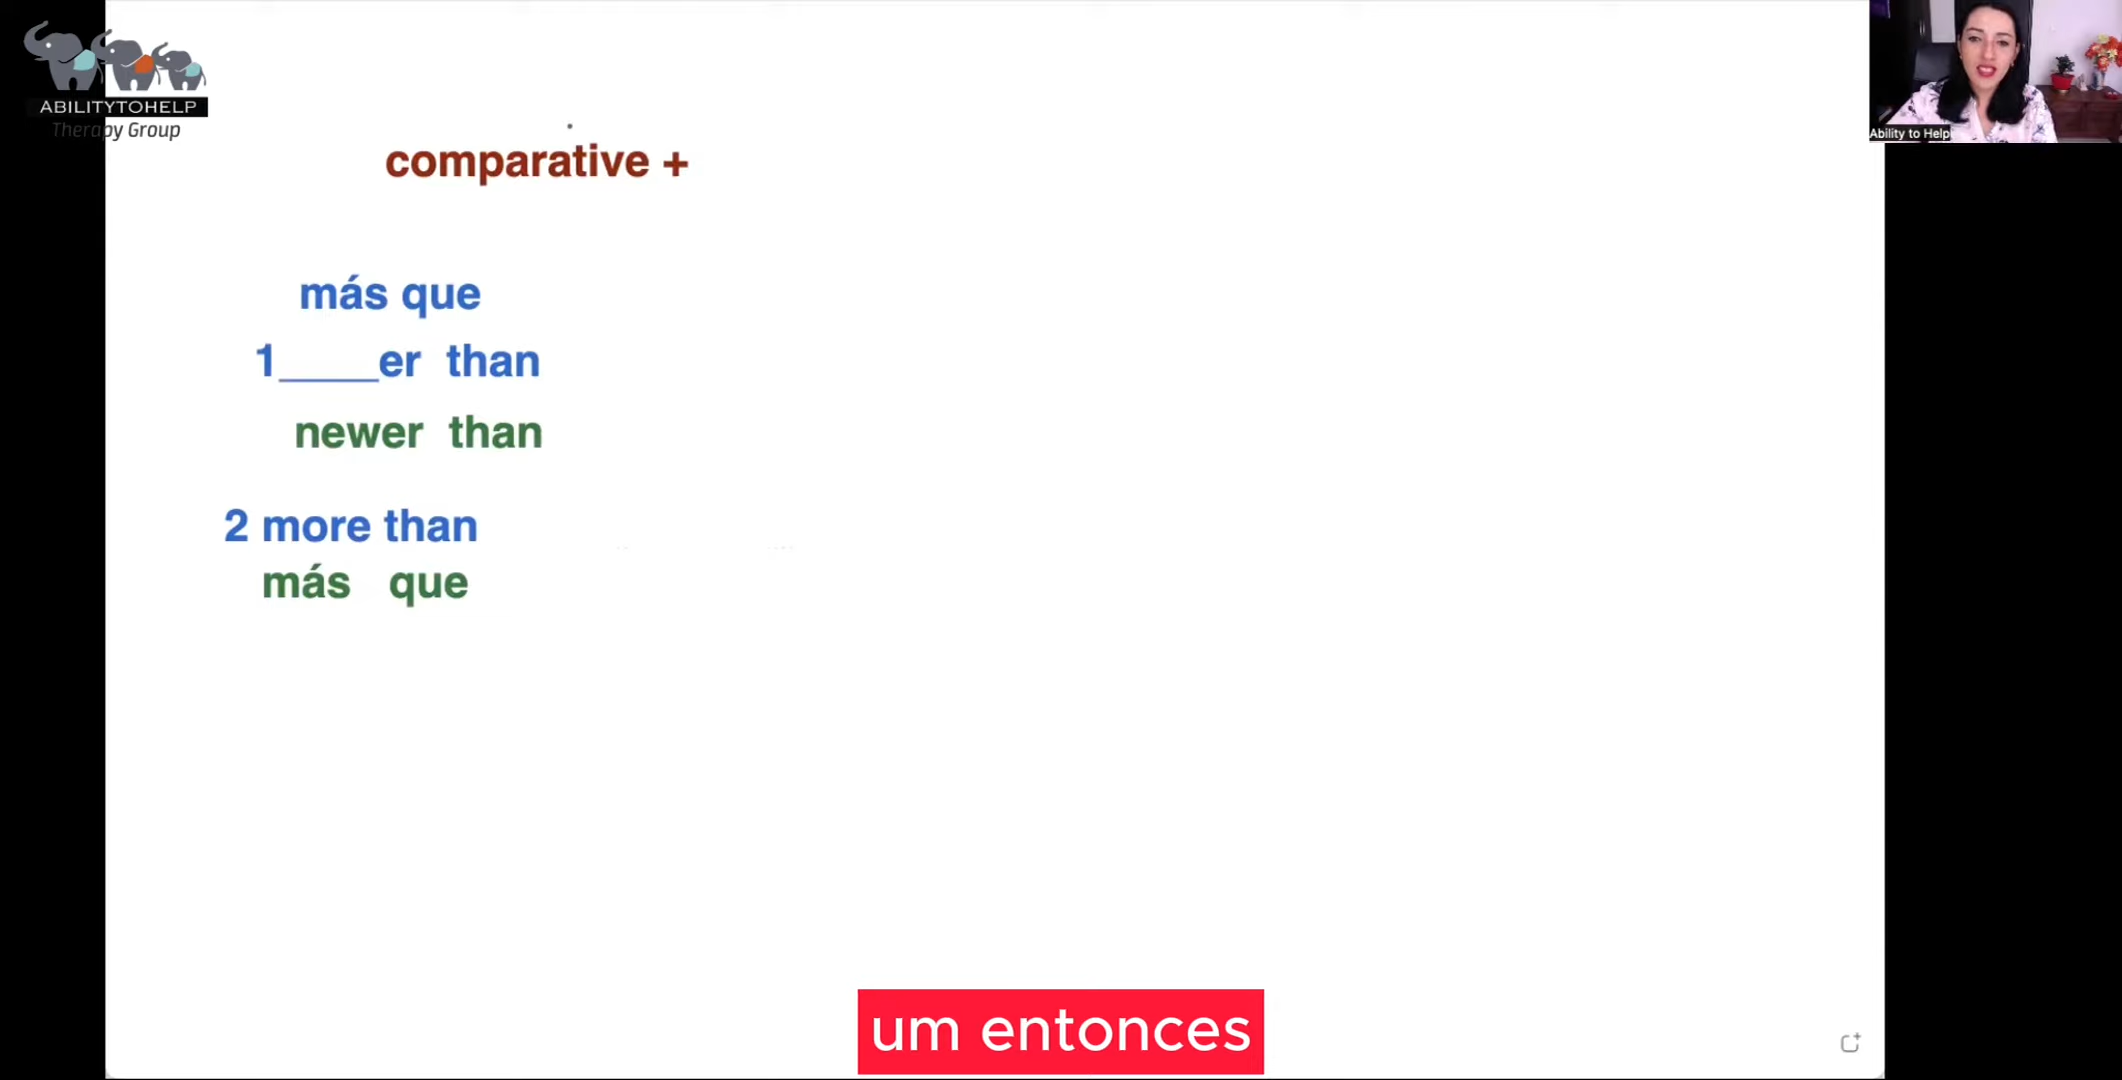 ABILITYTOHELP
Therapy Group
Ability to Help
comparative +
más que
1____er than
newer than
2 more than
más que
um entonces